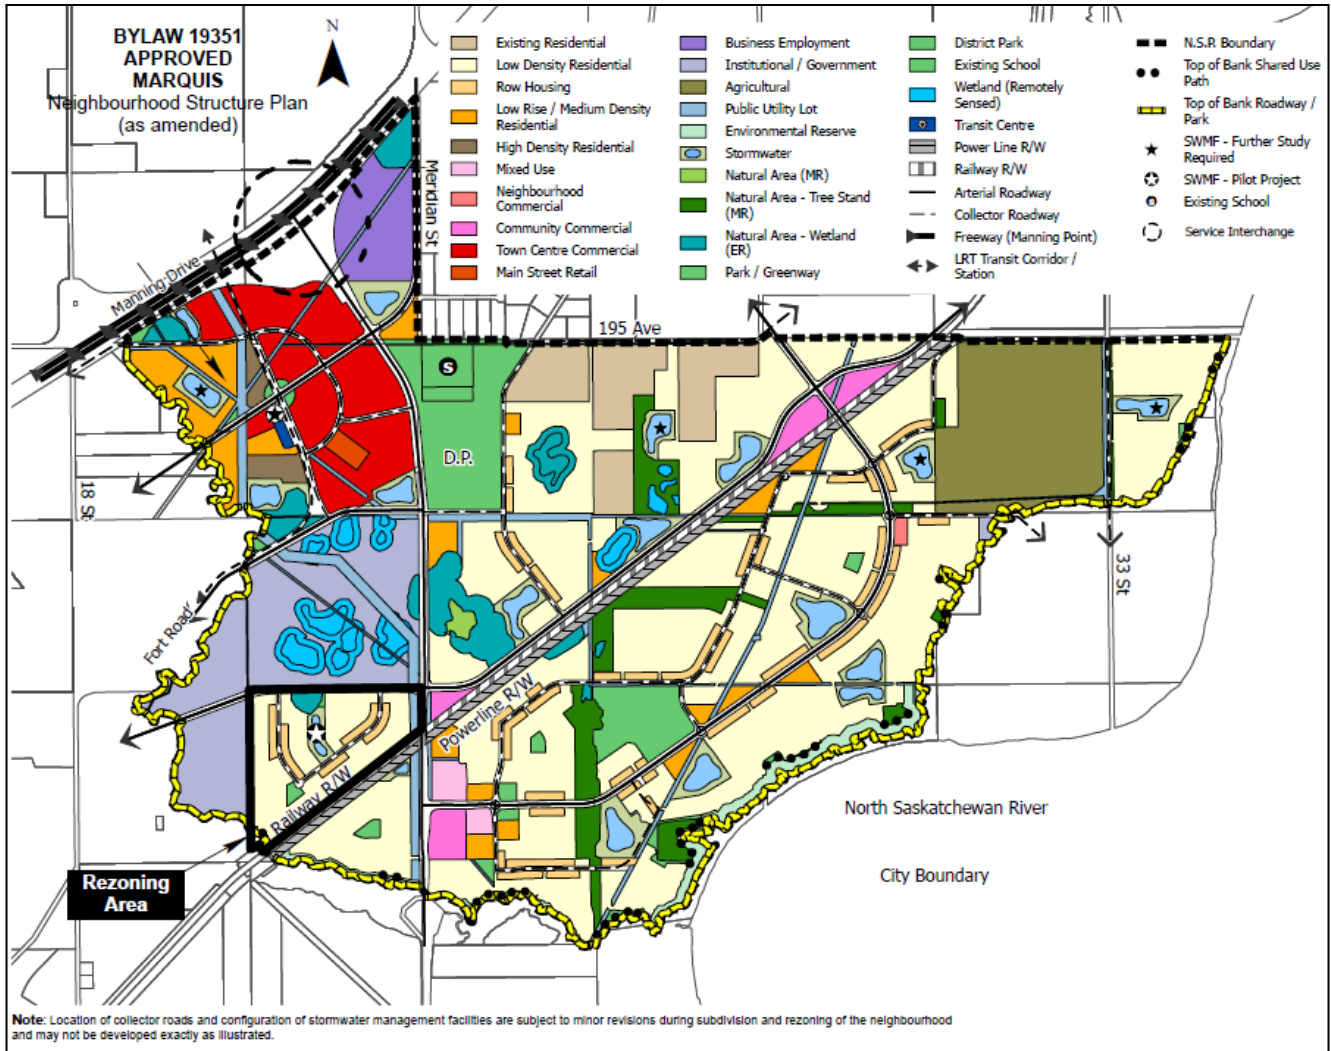 BYLAW 19351
APPROVED
MARQUIS
Neighbourhood Structure Plan
(as amended)
N
Existing Residential
Low Density Residential
Row Housing
Low Rise / Medium Density
Residential
High Density Residential
Mixed Use
Neighbourhood
Commercial
Community Commercial
Town Centre Commercial
Main Street Retail
Business Employment
Institutional / Government
Agricultural
Public Utility Lot
Environmental Reserve
Stormwater
Natural Area (MR)
Natural Area - Tree Stand
(MR)
Natural Area - Wetland
(ER)
Park / Greenway
District Park
Existing School
Wetland (Remotely
Sensed)
Transit Centre
Power Line R/W
Railway R/W
Arterial Roadway
Collector Roadway
Freeway (Manning Point)
LRT Transit Corridor /
Station
N.S.P. Boundary
Top of Bank Shared Use
Path
Top of Bank Roadway /
Park
SWMF - Further Study
Required
SWMF - Pilot Project
S
Existing School
Service Interchange
Manning Drive
Meridian St
195 Ave
S
D.P.
18 St
33 St
Fort Road
Powerline R/W
Railway R/W
North Saskatchewan River
City Boundary
Rezoning
Area
Note: Location of collector roads and configuration of stormwater management facilities are subject to minor revisions during subdivision and rezoning of the neighbourhood
and may not be developed exactly as illustrated.